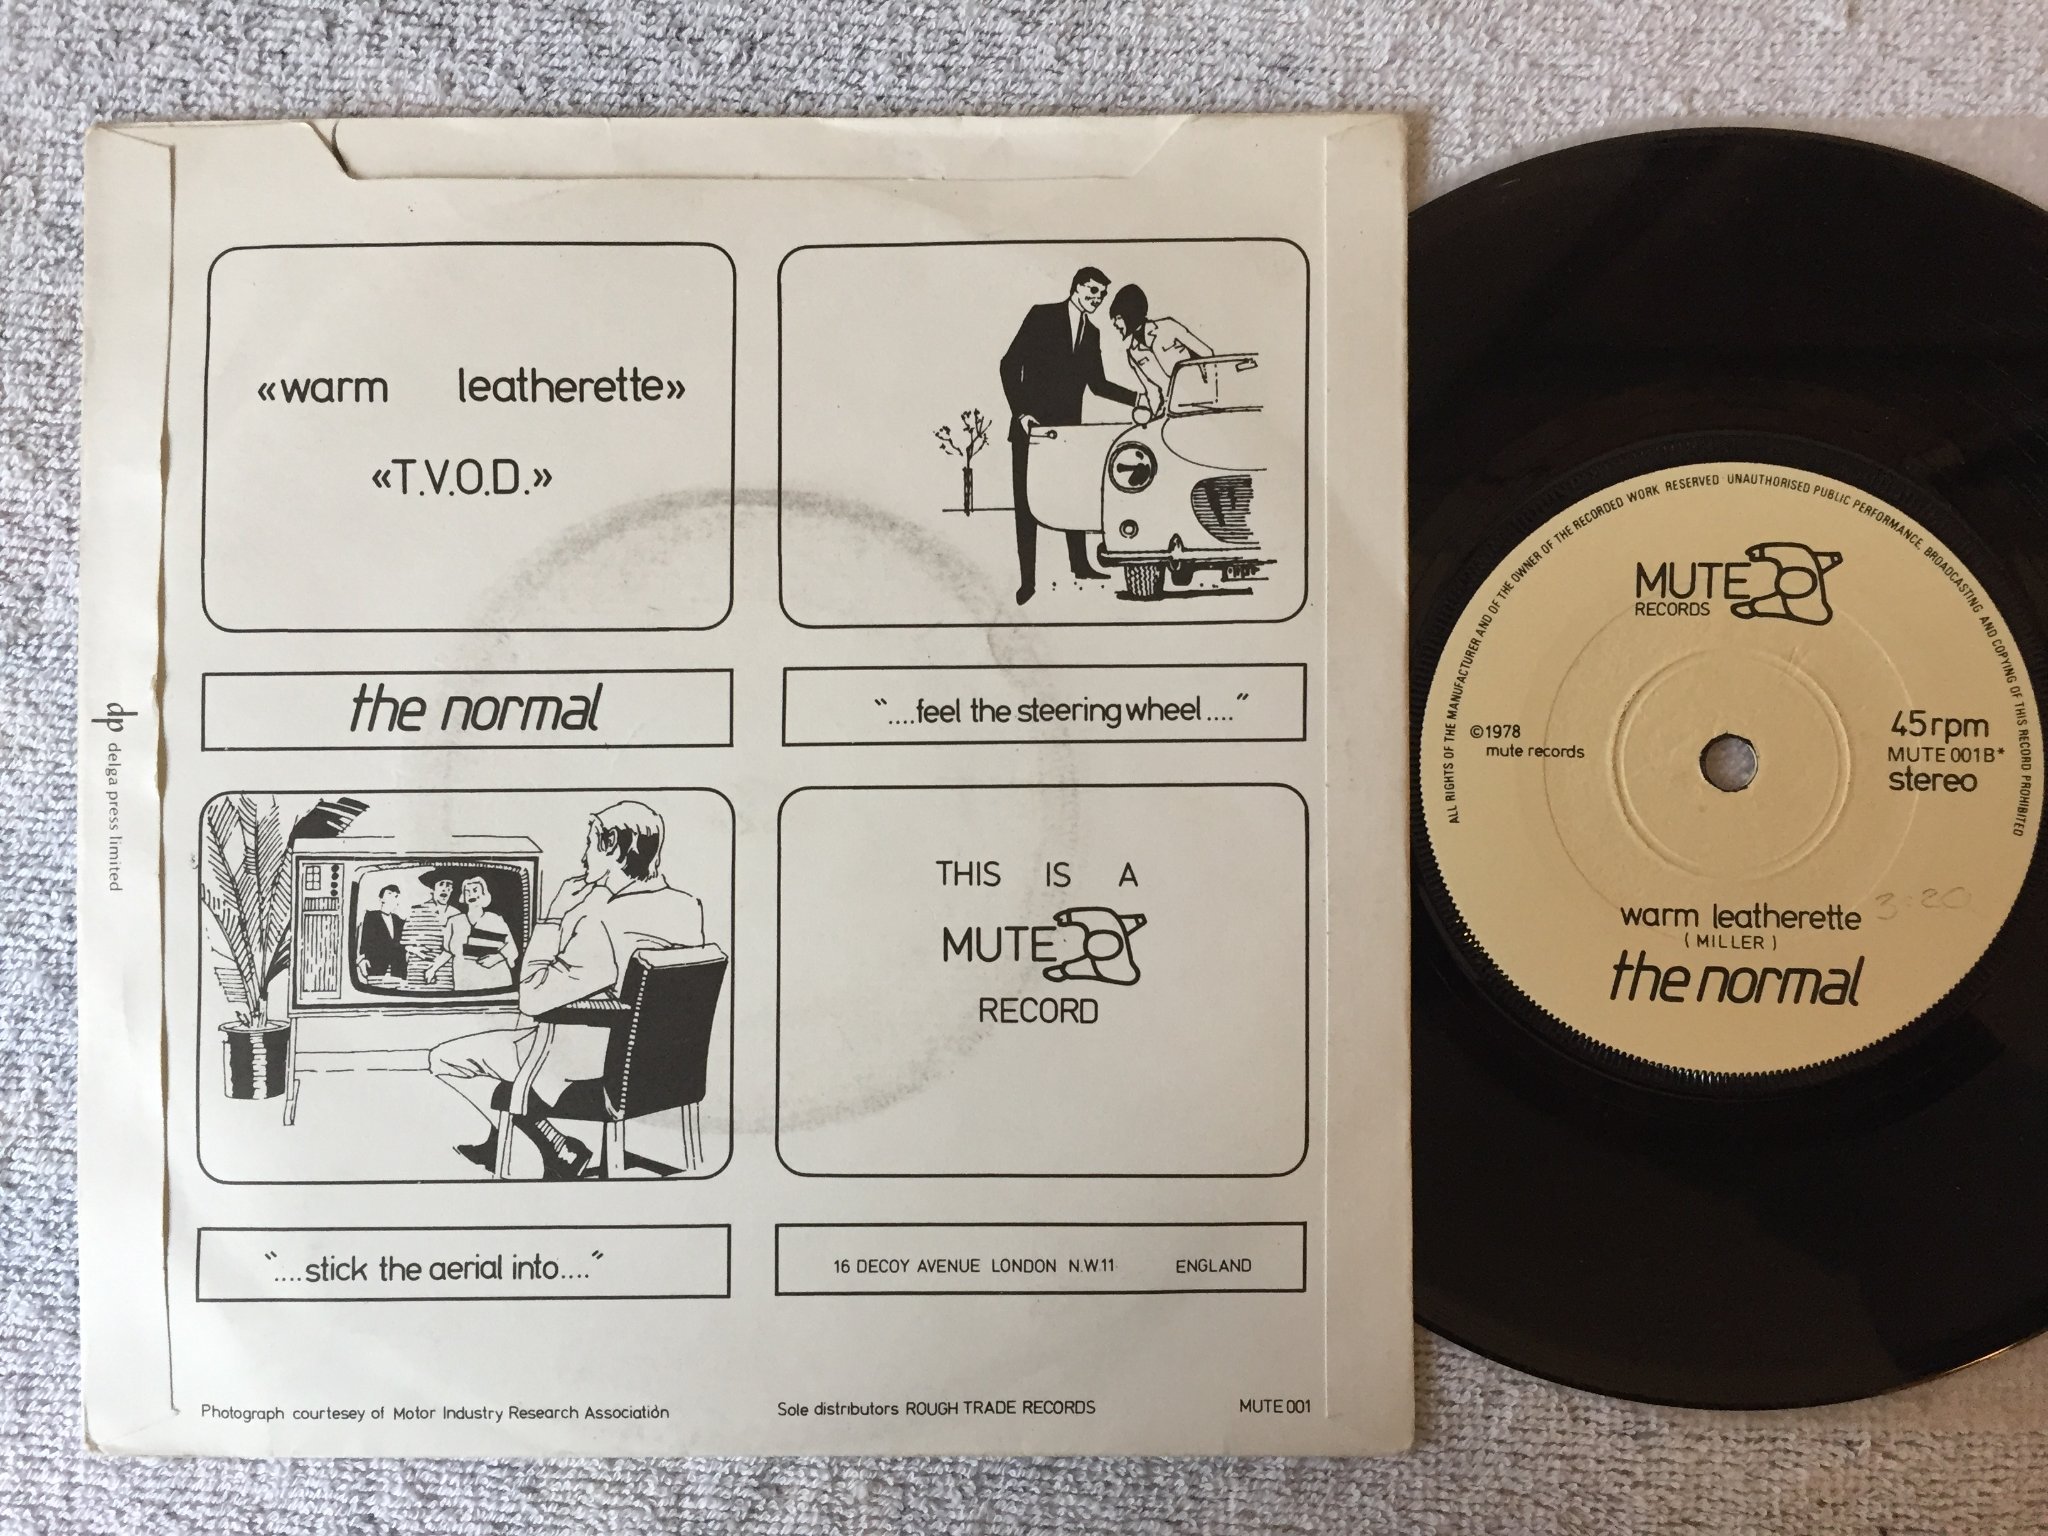 «warm leatherette»
«T.V.O.D.»
the normal
"....feel the steering wheel...."
THIS IS A
MUTE
RECORD
"....stick the aerial into...."
16 DECOY AVENUE LONDON N.W.11 ENGLAND
Photograph courtesey of Motor Industry Research Association
Sole distributors ROUGH TRADE RECORDS
MUTE 001
dp delga press limited
ALL RIGHTS OF THE MANUFACTURER AND OF THE OWNER OF THE RECORDED WORK RESERVED UNAUTHORISED PUBLIC PERFORMANCE, BROADCASTING AND COPYING OF THIS RECORD PROHIBITED
MUTE
RECORDS
©1978
mute records
45 rpm
MUTE 001B*
stereo
warm leatherette
3·20
(MILLER)
the normal